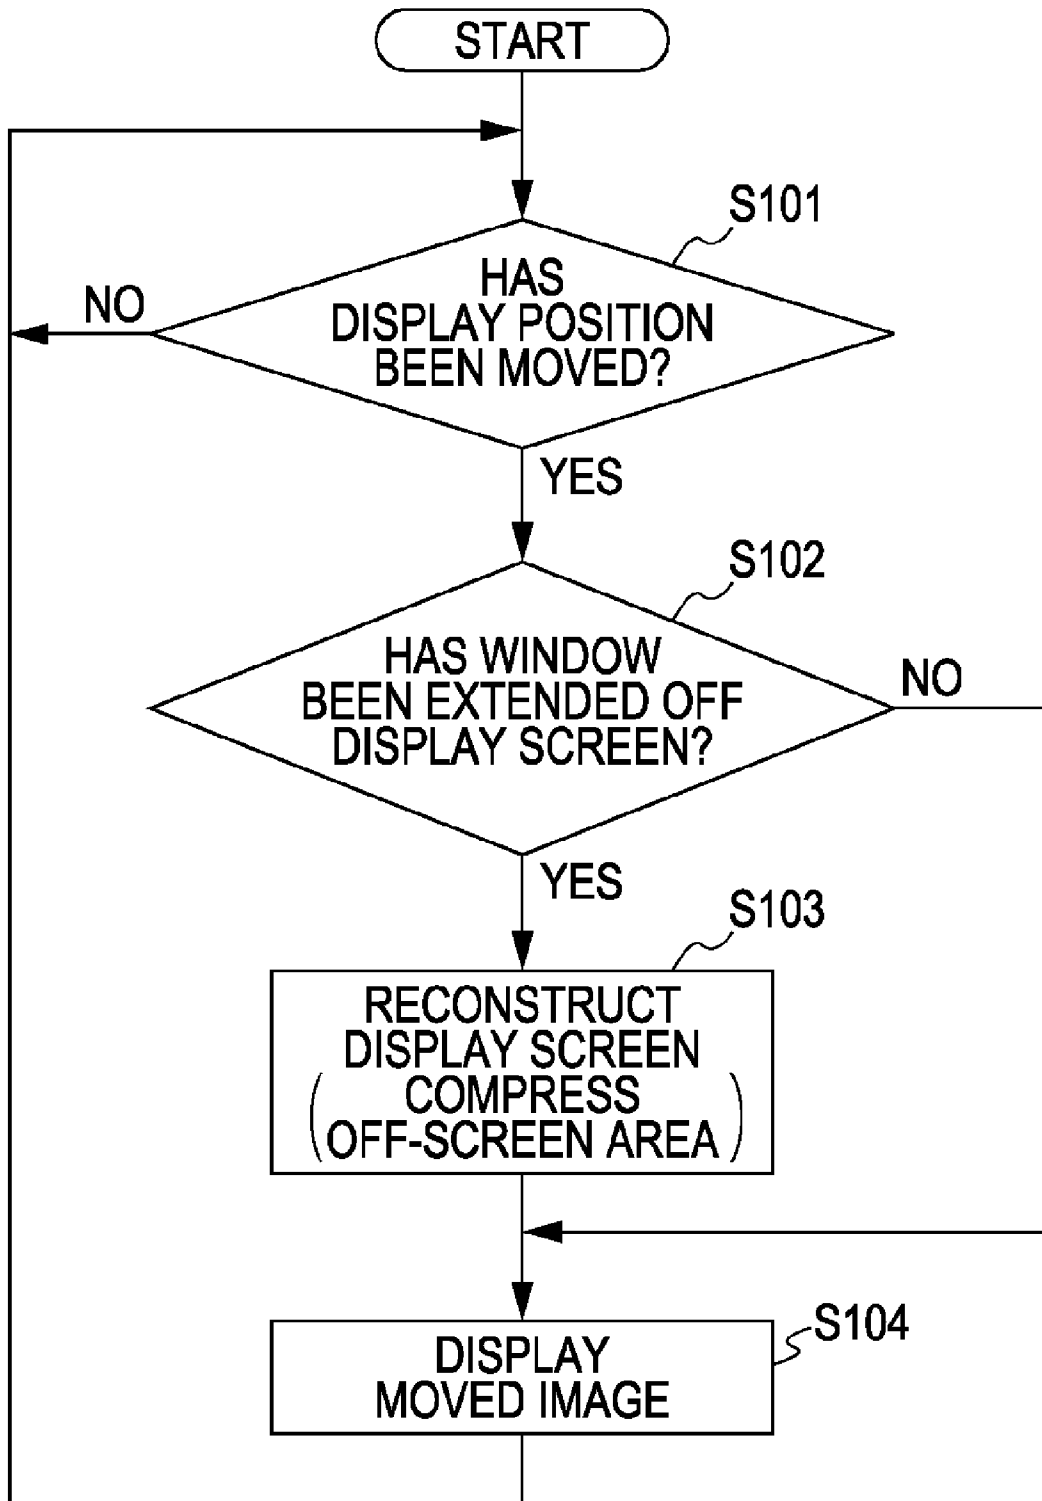 START
S101
HAS
DISPLAY POSITION
BEEN MOVED?
NO
YES
S102
HAS WINDOW
BEEN EXTENDED OFF
DISPLAY SCREEN?
NO
YES
S103
RECONSTRUCT
DISPLAY SCREEN
(COMPRESS
OFF-SCREEN AREA)
S104
DISPLAY
MOVED IMAGE